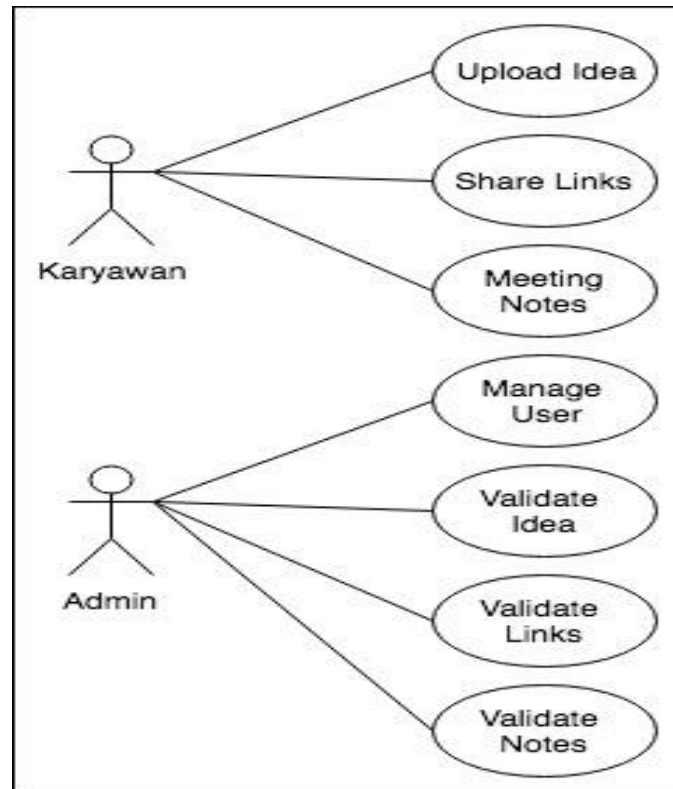 Upload Idea
Share Links
Karyawan
Meeting
Notes
Manage
User
Validate
Idea
Admin
Validate
Links
Validate
Notes